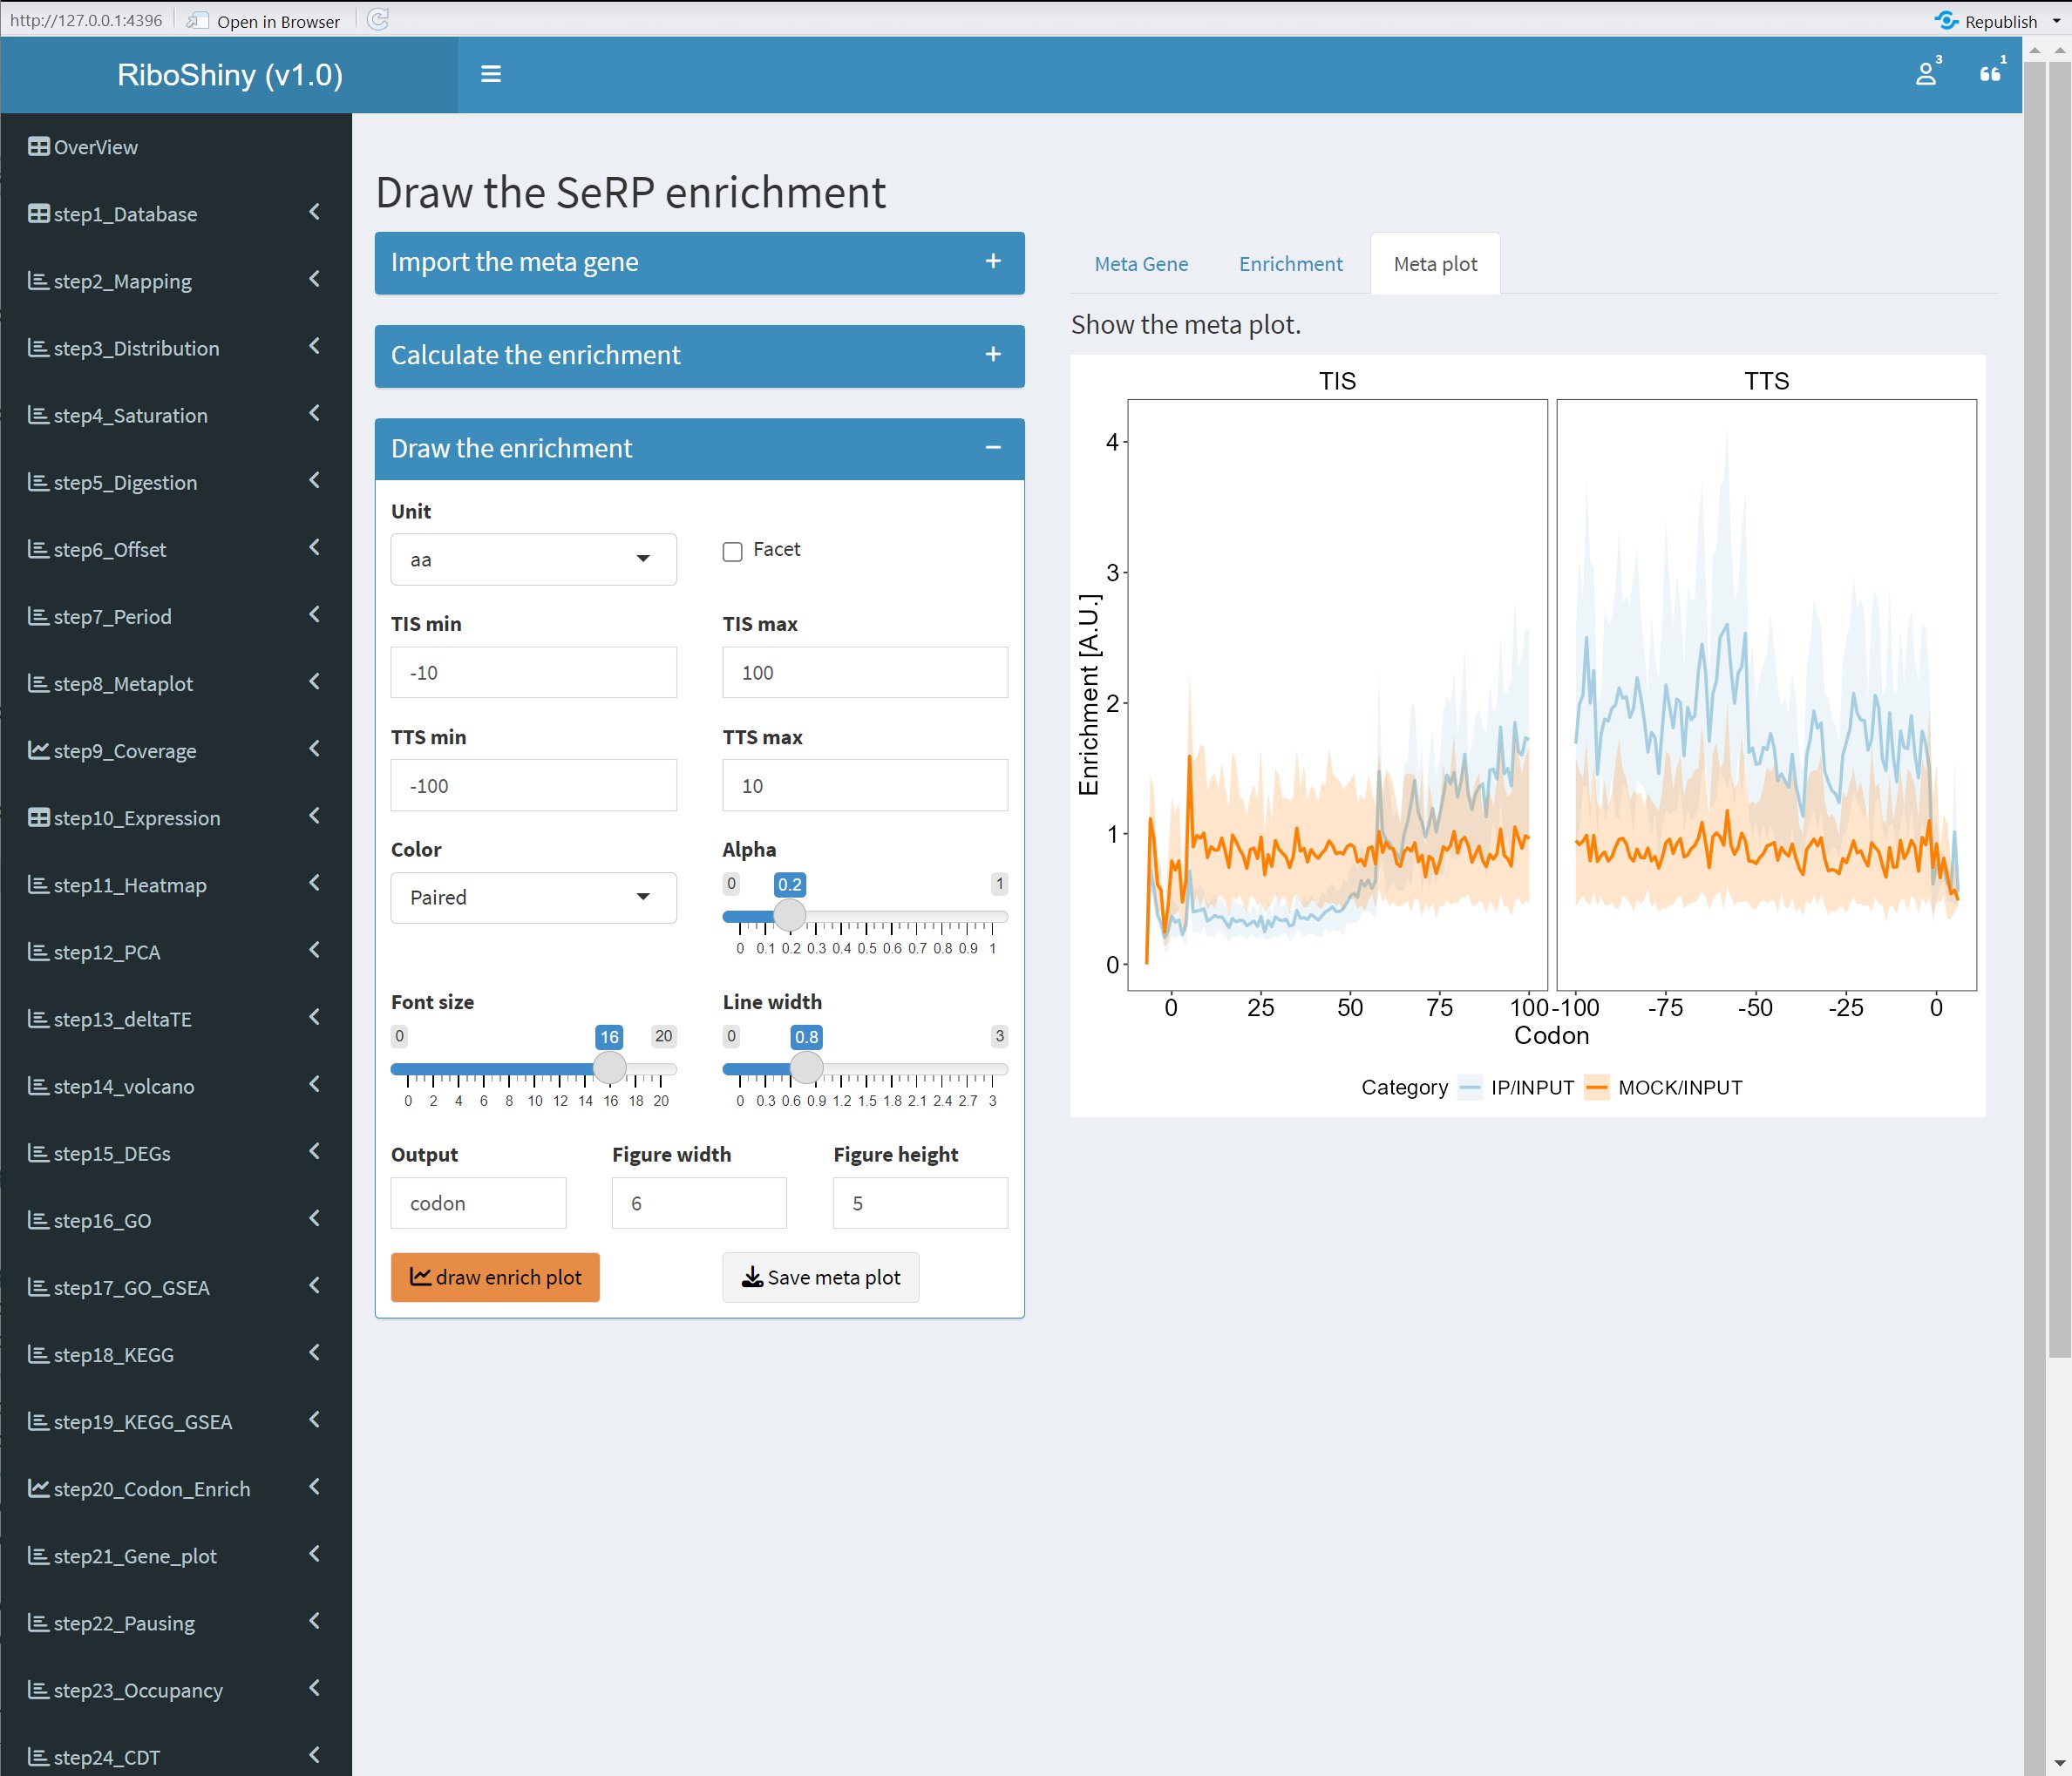 http://127.0.0.1:4396 Open in Browser Republish
RiboShiny (v1.0) 3 1
OverView
step1_Database
step2_Mapping
step3_Distribution
step4_Saturation
step5_Digestion
step6_Offset
step7_Period
step8_Metaplot
step9_Coverage
step10_Expression
step11_Heatmap
step12_PCA
step13_deltaTE
step14_volcano
step15_DEGs
step16_GO
step17_GO_GSEA
step18_KEGG
step19_KEGG_GSEA
step20_Codon_Enrich
step21_Gene_plot
step22_Pausing
step23_Occupancy
step24_CDT
Draw the SeRP enrichment
Import the meta gene
Calculate the enrichment
Draw the enrichment
Unit
aa
Facet
TIS min TIS max
-10 100
TTS min TTS max
-100 10
Color Alpha
Paired
0 0.2 1
0 0.1 0.2 0.3 0.4 0.5 0.6 0.7 0.8 0.9 1
Font size Line width
0 16 20 0 0.8 3
0 2 4 6 8 10 12 14 16 18 20
0 0.3 0.6 0.9 1.2 1.5 1.8 2.1 2.4 2.7 3
Output Figure width Figure height
codon 6 5
draw enrich plot Save meta plot
Meta Gene Enrichment Meta plot
Show the meta plot.
TIS TTS
Enrichment [A.U.]
4
3
2
1
0
0 25 50 75 100 -100 -75 -50 -25 0
Codon
Category IP/INPUT MOCK/INPUT